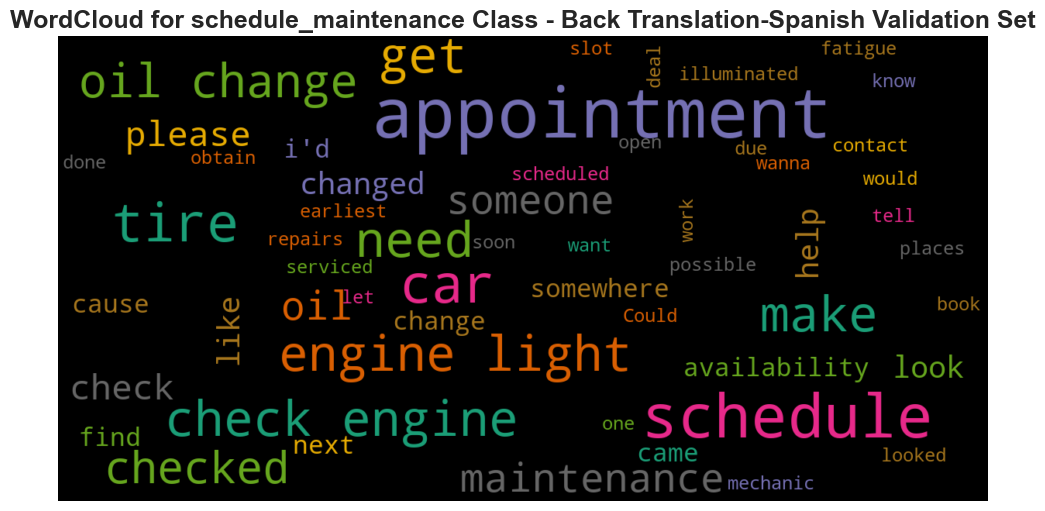 WordCloud for schedule_maintenance Class - Back Translation-Spanish Validation Set
get
slot
deal
fatigue
oil change
illuminated
know
appointment
please
i'd
open
due
contact
done
obtain
wanna
scheduled
would
changed
someone
earliest
tire
work
help
tell
repairs
need
soon
want
places
serviced
possible
car
somewhere
cause
like
oil
let
change
Could
make
book
engine light
availability
look
check
check engine
schedule
one
find
next
came
looked
checked
maintenance
mechanic